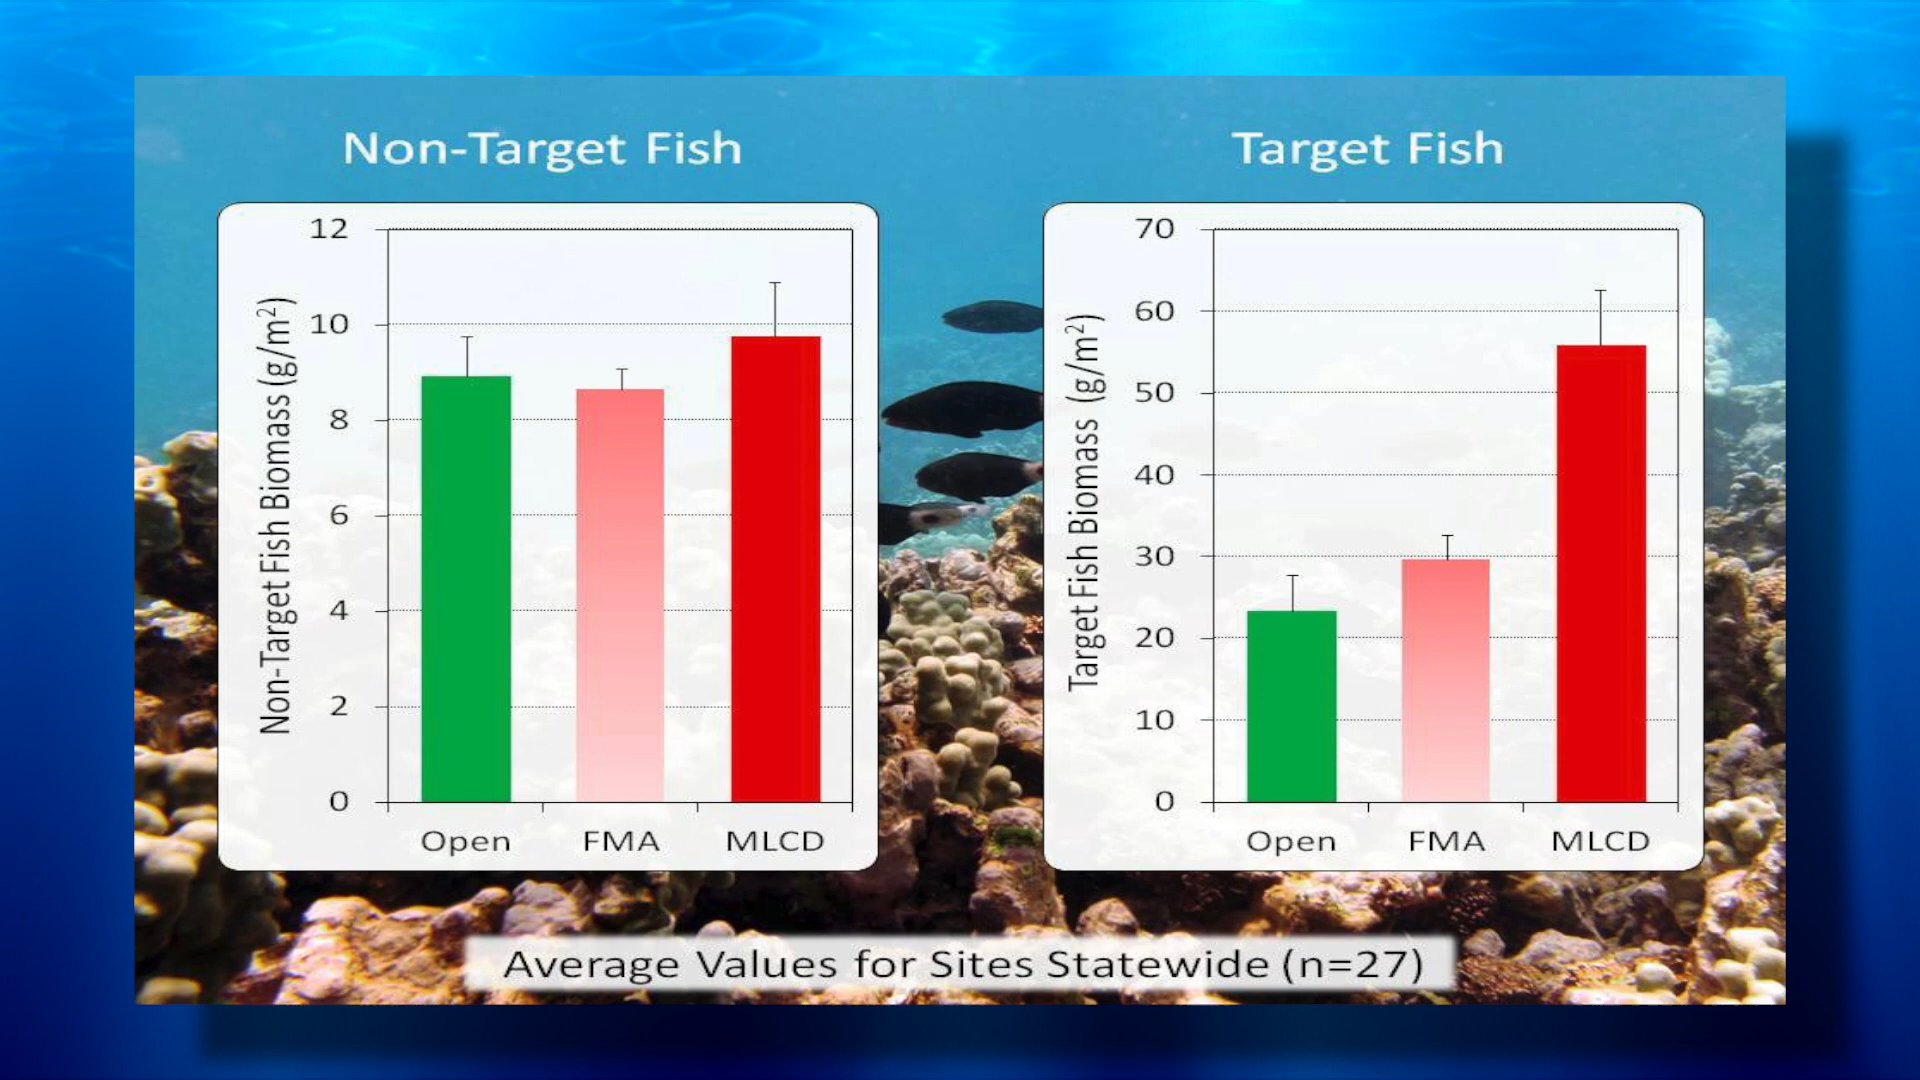 Non-Target Fish
Non-Target Fish Biomass (g/m²)
12
10
8
6
4
2
0
Open FMA MLCD
Target Fish
Target Fish Biomass (g/m²)
70
60
50
40
30
20
10
0
Open FMA MLCD
Average Values for Sites Statewide (n=27)